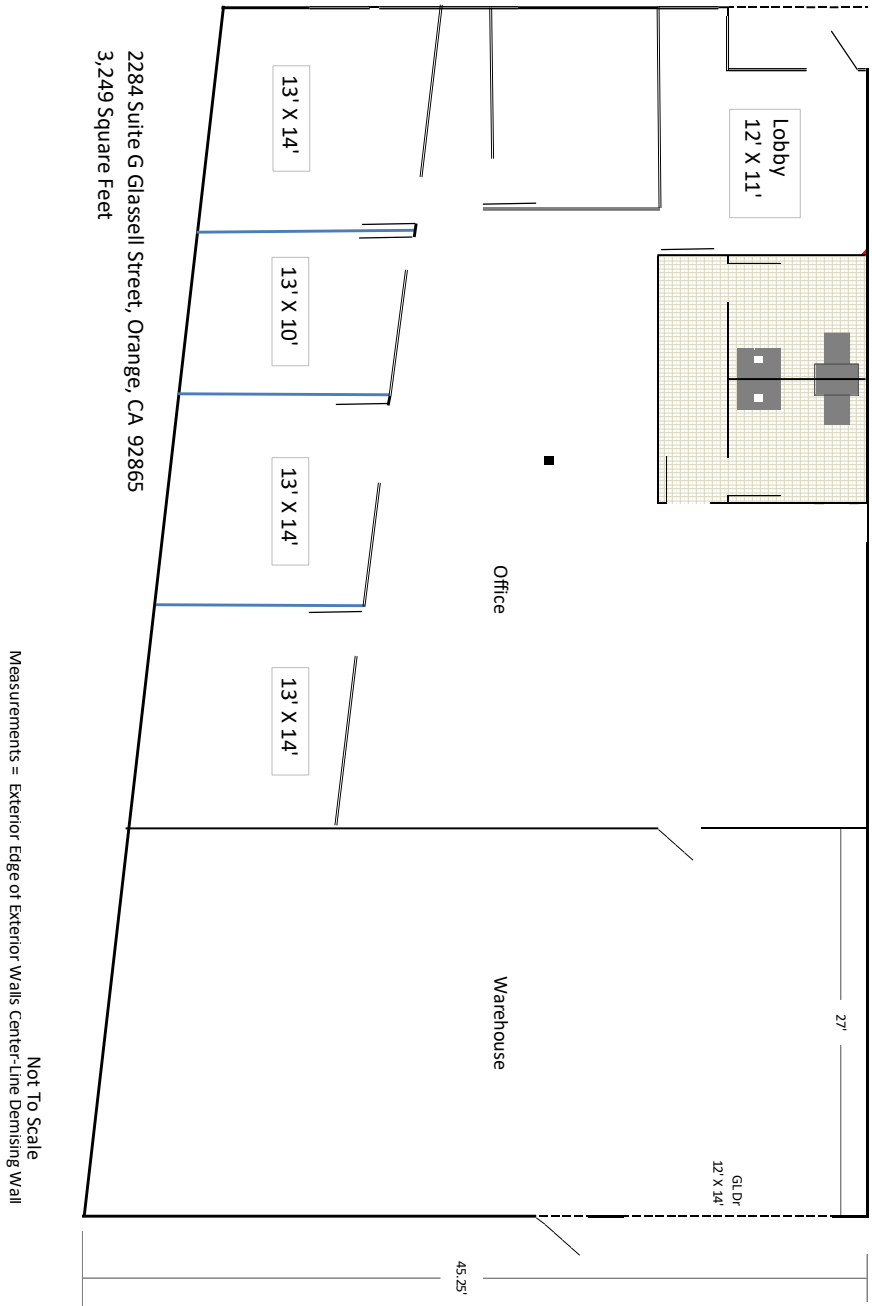 Lobby
12' X 11'
13' X 14'
13' X 10'
13' X 14'
13' X 14'
Office
Warehouse
27'
GL Dr
12' X 14'
45.25'
2284 Suite G Glassell Street, Orange, CA 92865
3,249 Square Feet
Not To Scale
Measurements = Exterior Edge of Exterior Walls Center-Line Demising Wall